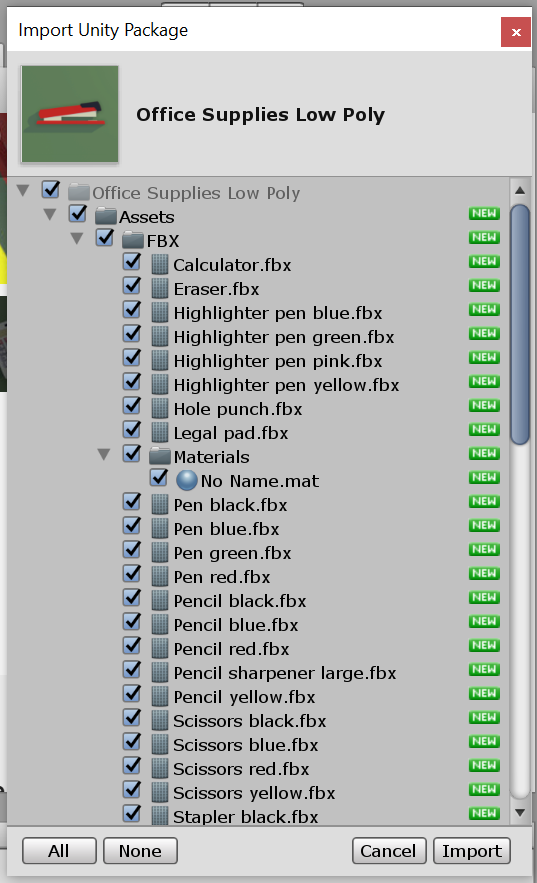 Import Unity Package
x
Office Supplies Low Poly
Office Supplies Low Poly
Assets NEW
FBX NEW
Calculator.fbx NEW
Eraser.fbx NEW
Highlighter pen blue.fbx NEW
Highlighter pen green.fbx NEW
Highlighter pen pink.fbx NEW
Highlighter pen yellow.fbx NEW
Hole punch.fbx NEW
Legal pad.fbx NEW
Materials NEW
No Name.mat NEW
Pen black.fbx NEW
Pen blue.fbx NEW
Pen green.fbx NEW
Pen red.fbx NEW
Pencil black.fbx NEW
Pencil blue.fbx NEW
Pencil red.fbx NEW
Pencil sharpener large.fbx NEW
Pencil yellow.fbx NEW
Scissors black.fbx NEW
Scissors blue.fbx NEW
Scissors red.fbx NEW
Scissors yellow.fbx NEW
Stapler black.fbx NEW
All None Cancel Import